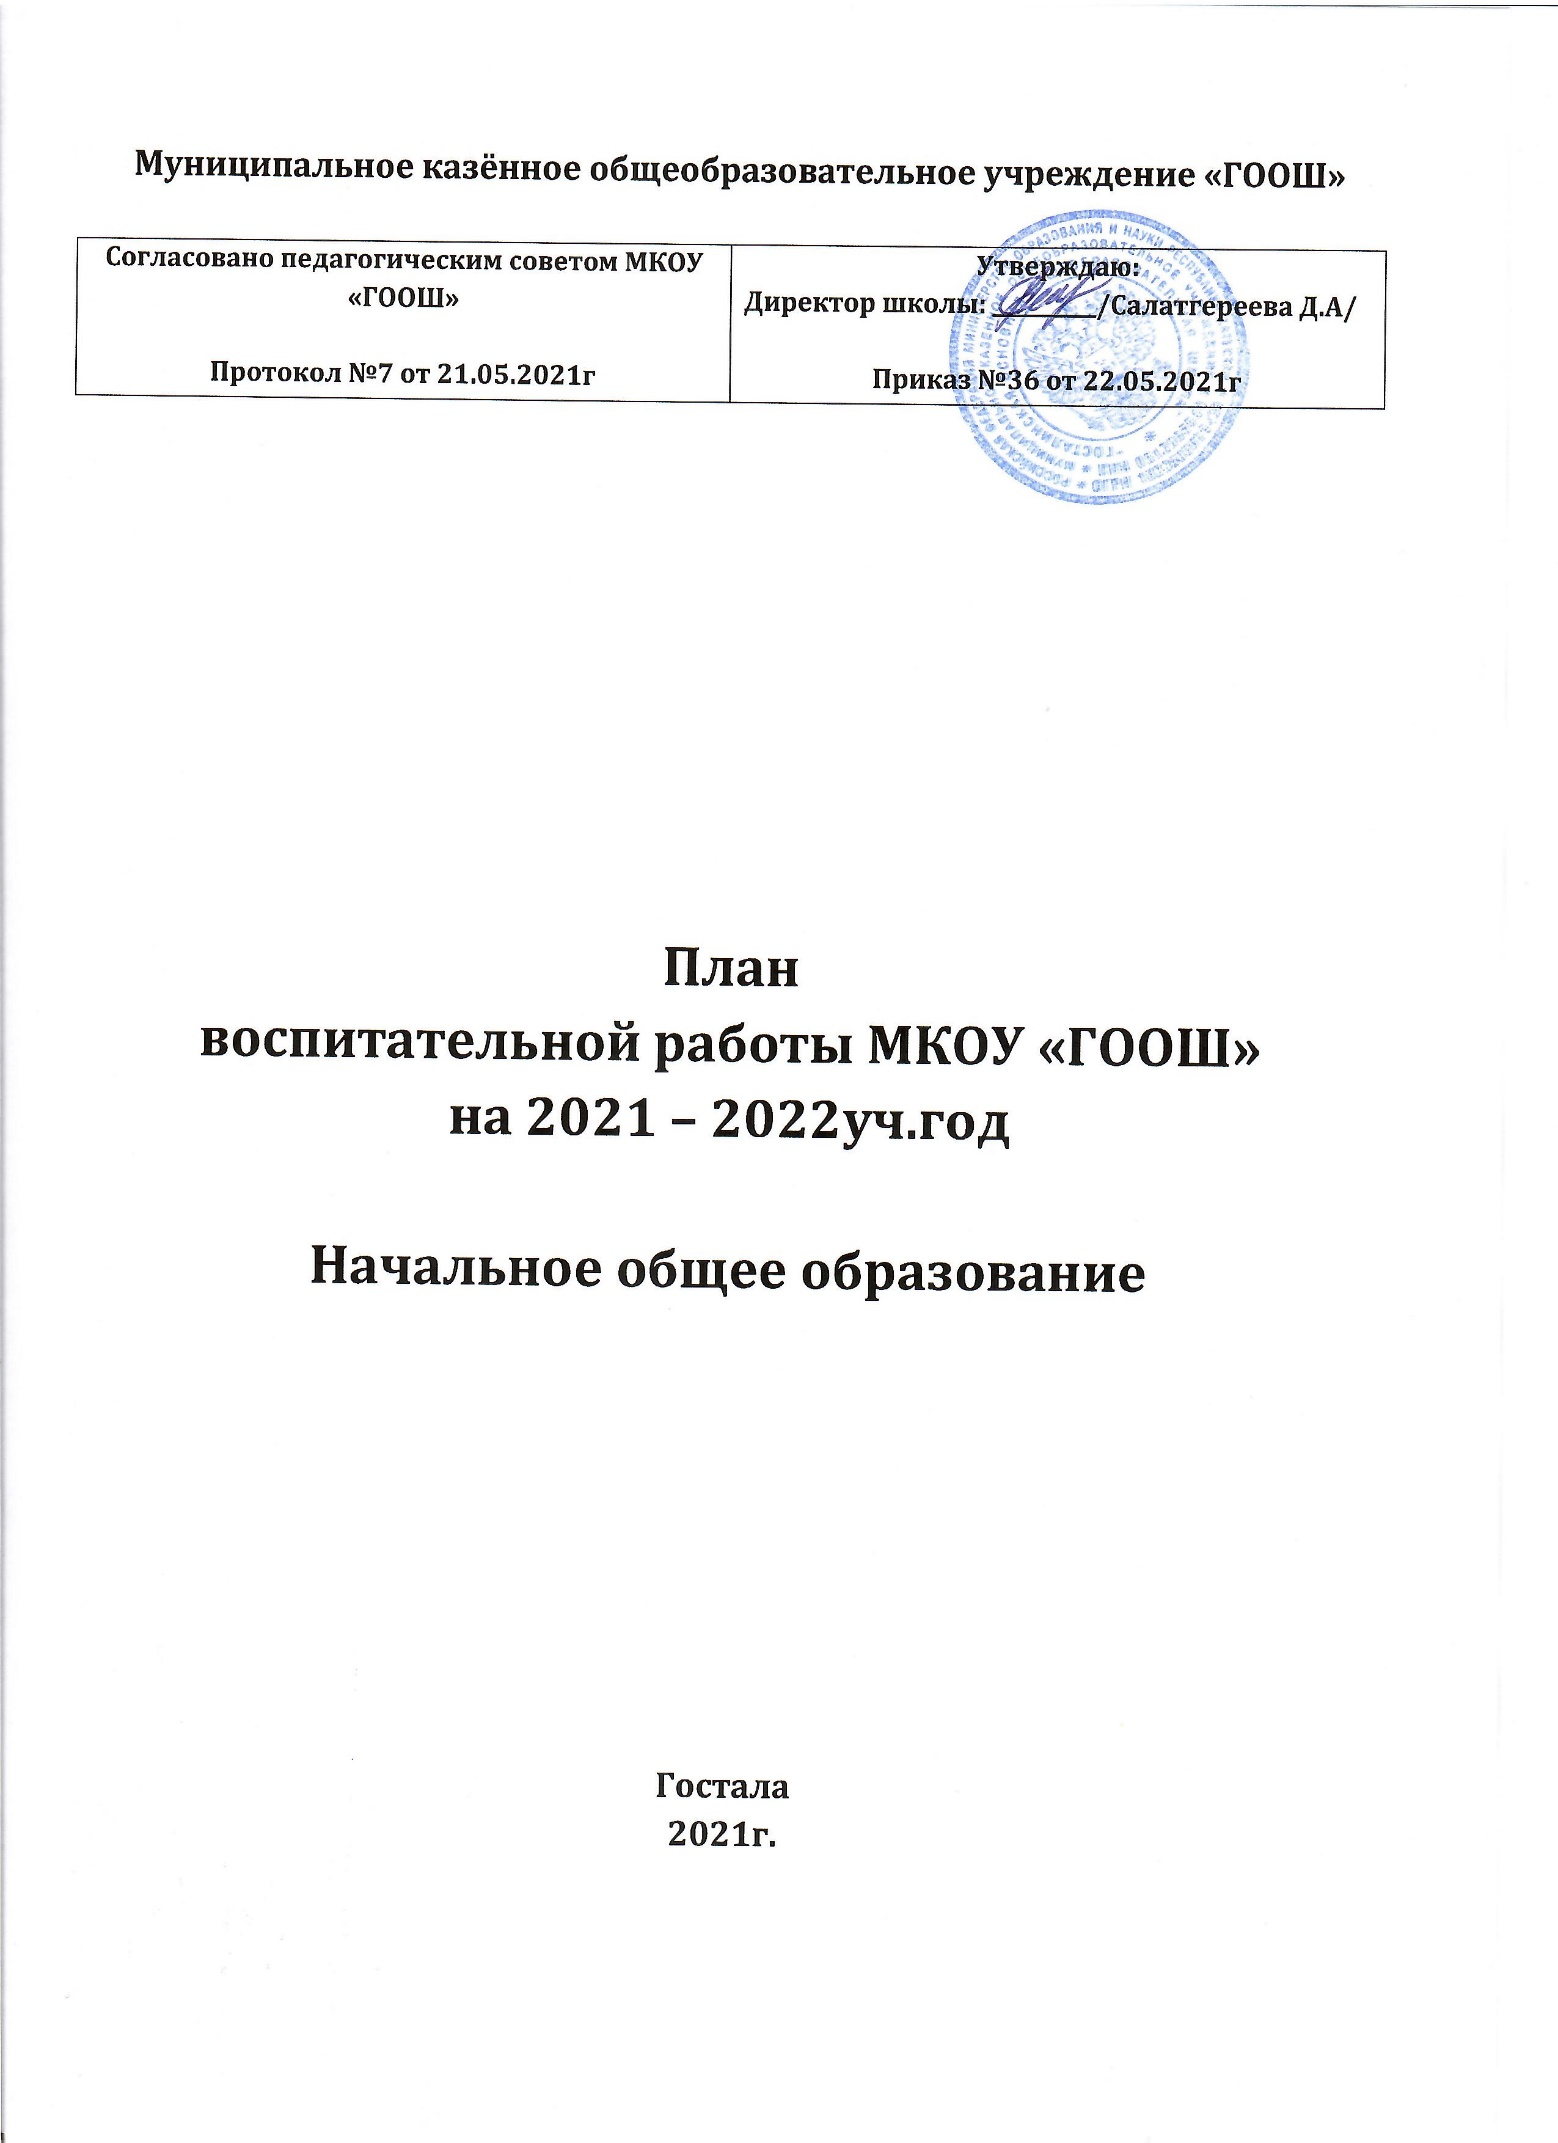 Муниципальное казённое общеобразовательное учреждение «ГООШ»
Согласовано педагогическим советом МКОУ
«ГООШ»
Протокол №7 от 21.05.2021г
Утверждаю:
Директор школы: ________/Салатгереева Д.А/
Приказ №36 от 22.05.2021г
План
воспитательной работы МКОУ «ГООШ»
на 2021 – 2022уч.год
Начальное общее образование
Гостала
2021г.